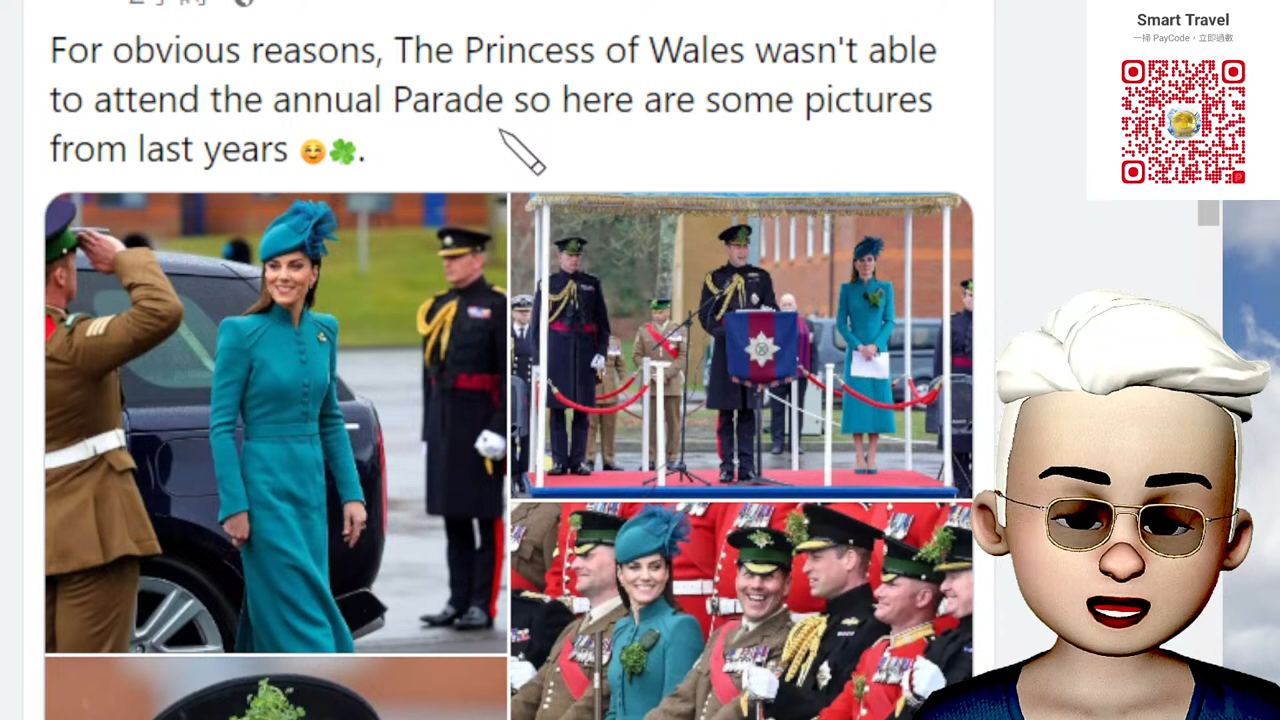 For obvious reasons, The Princess of Wales wasn't able
to attend the annual Parade so here are some pictures
from last years 😊🍀.
Smart Travel
一掃 PayCode，立即過數